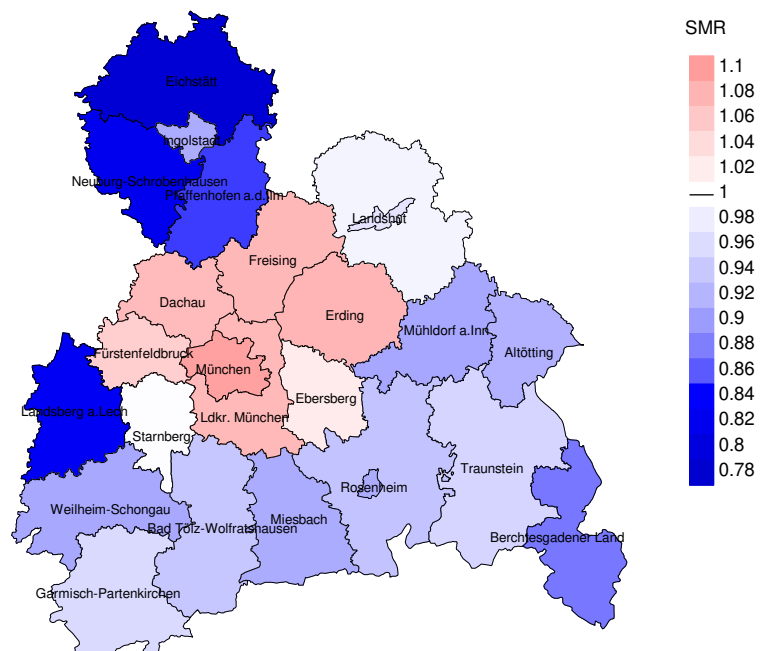 SMR
1.1
1.08
1.06
1.04
1.02
1
0.98
0.96
0.94
0.92
0.9
0.88
0.86
0.84
0.82
0.8
0.78
Eichstätt
Ingolstadt
Neuburg-Schrobenhausen
Pfaffenhofen a.d.Ilm
Landshut
Freising
Dachau
Erding
Mühldorf a.Inn
Altötting
Fürstenfeldbruck
München
Ebersberg
Landsberg a.Lech
Ldkr. München
Starnberg
Traunstein
Rosenheim
Weilheim-Schongau
Miesbach
Bad Tölz-Wolfratshausen
Berchtesgadener Land
Garmisch-Partenkirchen